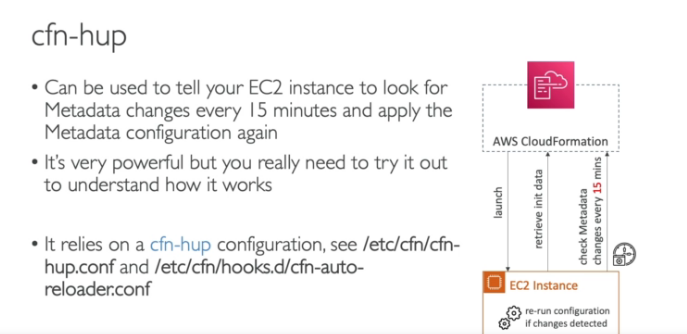 cfn-hup
• Can be used to tell your EC2 instance to look for
Metadata changes every 15 minutes and apply the
Metadata configuration again
• It's very powerful but you really need to try it out
to understand how it works
• It relies on a cfn-hup configuration, see /etc/cfn/cfn-
hup.conf and /etc/cfn/hooks.d/cfn-auto-
reloader.conf
AWS CloudFormation
launch
retrieve init data
check Metadata
changes every 15 mins
EC2 Instance
re-run configuration
if changes detected